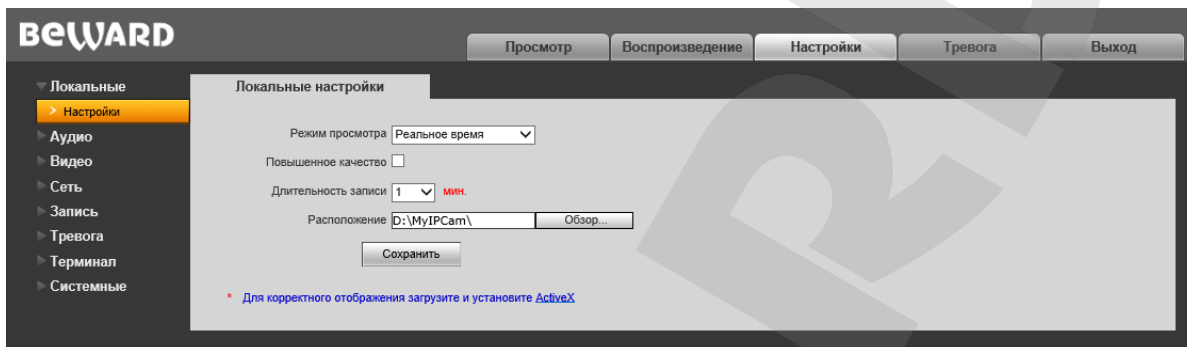 BEWARD
Просмотр Воспроизведение Настройки Тревога Выход
Локальные
> Настройки
Аудио
Видео
Сеть
Запись
Тревога
Терминал
Системные
Локальные настройки
Режим просмотра Реальное время
Повышенное качество
Длительность записи 1 мин.
Расположение D:\MyIPCam\ Обзор...
Сохранить
* Для корректного отображения загрузите и установите ActiveX